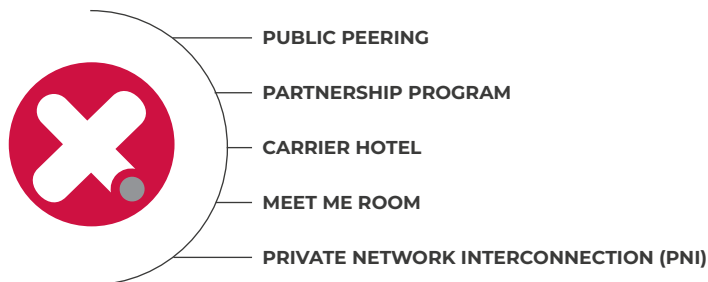 PUBLIC PEERING
PARTNERSHIP PROGRAM
CARRIER HOTEL
MEET ME ROOM
PRIVATE NETWORK INTERCONNECTION (PNI)